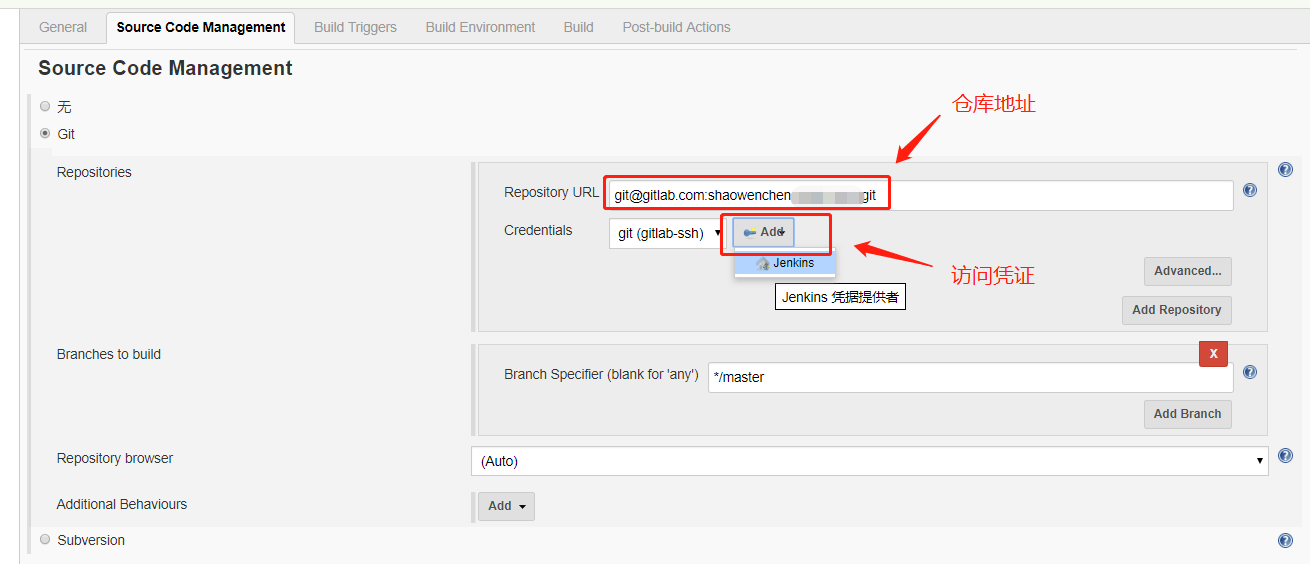 General Source Code Management Build Triggers Build Environment Build Post-build Actions
Source Code Management
无
仓库地址
Git
Repositories
Repository URL git@gitlab.com:shaowenchen git
Credentials git (gitlab-ssh) Add
Jenkins
访问凭证
Advanced...
Jenkins 凭据提供者
Add Repository
X
Branches to build
Branch Specifier (blank for 'any') */master
Add Branch
Repository browser (Auto)
Additional Behaviours Add
Subversion